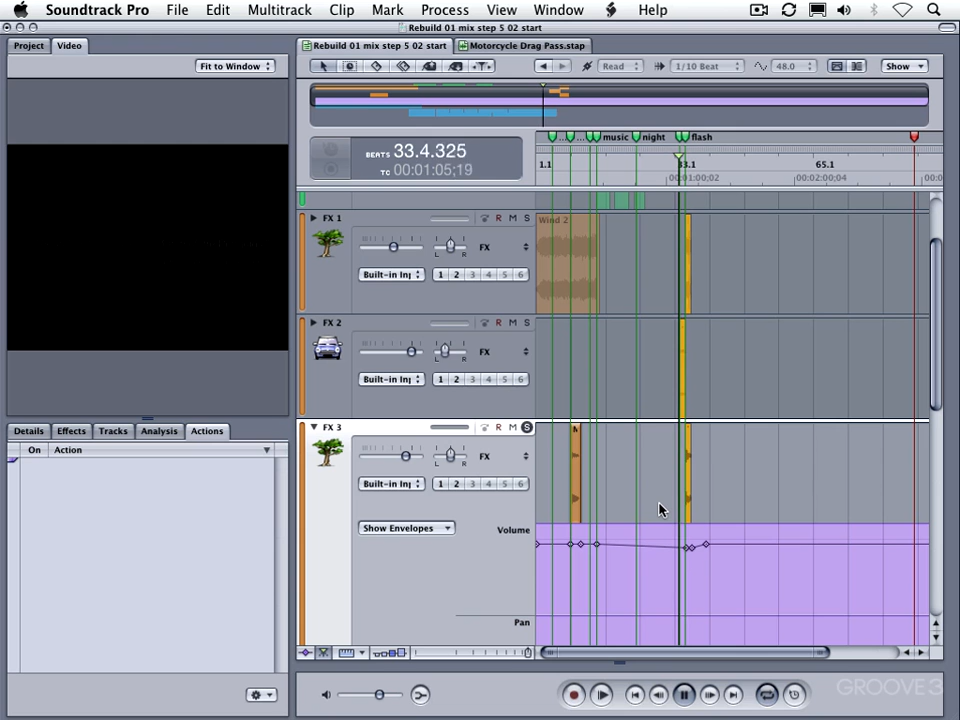 Soundtrack Pro File Edit Multitrack Clip Mark Process View Window Help
Rebuild 01 mix step 5 02 start
Project Video
Rebuild 01 mix step 5 02 start Motorcycle Drag Pass.stap
Fit to Window
Read 1/10 Beat 48.0 Show
BEATS 33.4.325
TC 00:01:05;19
... ... music night flash
1.1 33.1 65.1
00:01:00;02 00:02:00;04
FX 1 R M S
L R FX
Built-in In 1 2 3 4 5 6
Wind 2
FX 2 R M S
L R FX
Built-in In 1 2 3 4 5 6
FX 3 R M S
L R FX
Built-in In 1 2 3 4 5 6
Show Envelopes Volume
Pan
Details Effects Tracks Analysis Actions
On Action
GROOVE 3